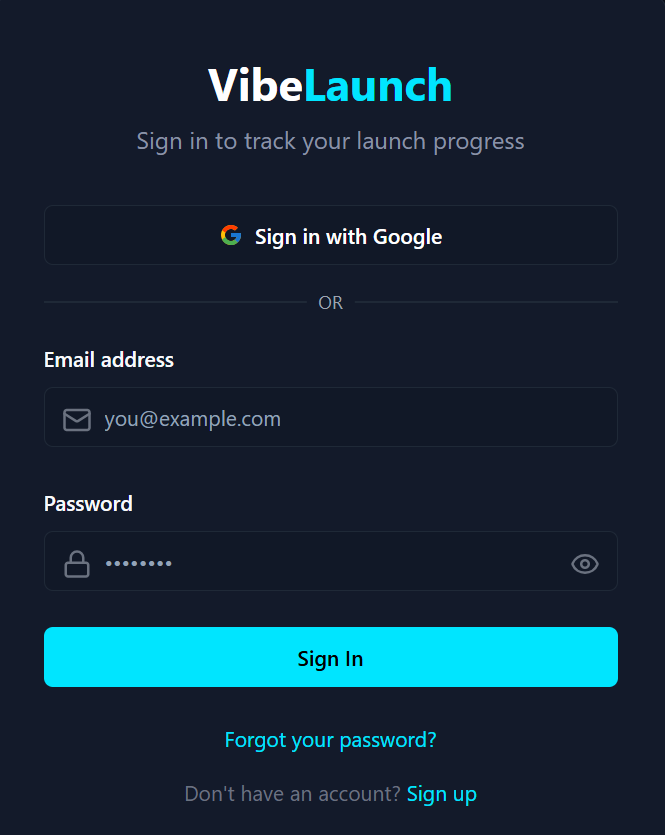 VibeLaunch
Sign in to track your launch progress
Sign in with Google
OR
Email address
you@example.com
Password
••••••••
Sign In
Forgot your password?
Don't have an account? Sign up